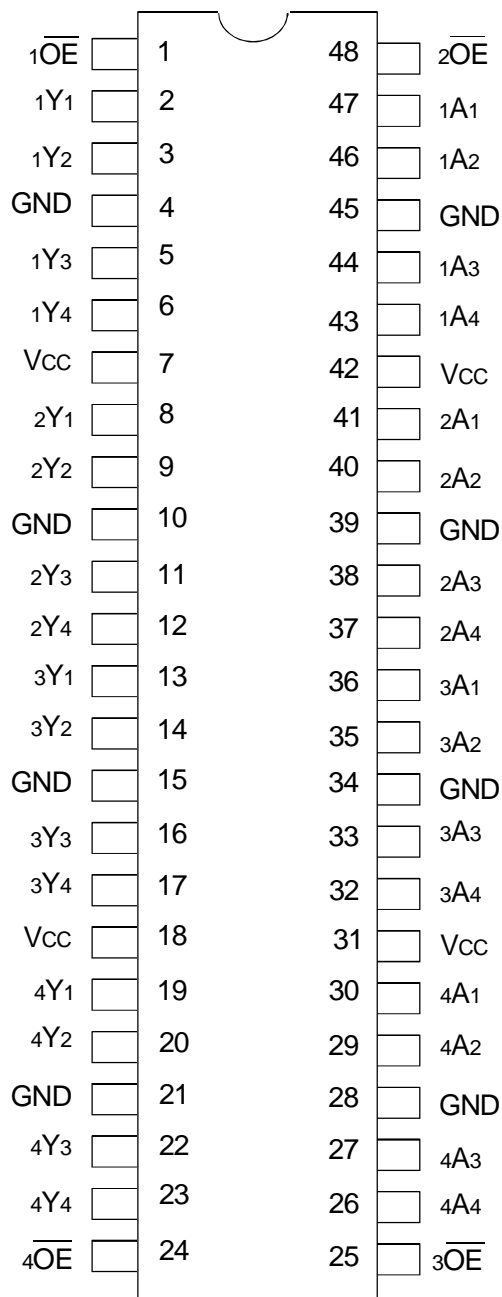 1OE 1 48 2OE
1Y1 2 47 1A1
1Y2 3 46 1A2
GND 4 45 GND
1Y3 5 44 1A3
1Y4 6 43 1A4
VCC 7 42 VCC
2Y1 8 41 2A1
2Y2 9 40 2A2
GND 10 39 GND
2Y3 11 38 2A3
2Y4 12 37 2A4
3Y1 13 36 3A1
3Y2 14 35 3A2
GND 15 34 GND
3Y3 16 33 3A3
3Y4 17 32 3A4
VCC 18 31 VCC
4Y1 19 30 4A1
4Y2 20 29 4A2
GND 21 28 GND
4Y3 22 27 4A3
4Y4 23 26 4A4
4OE 24 25 3OE